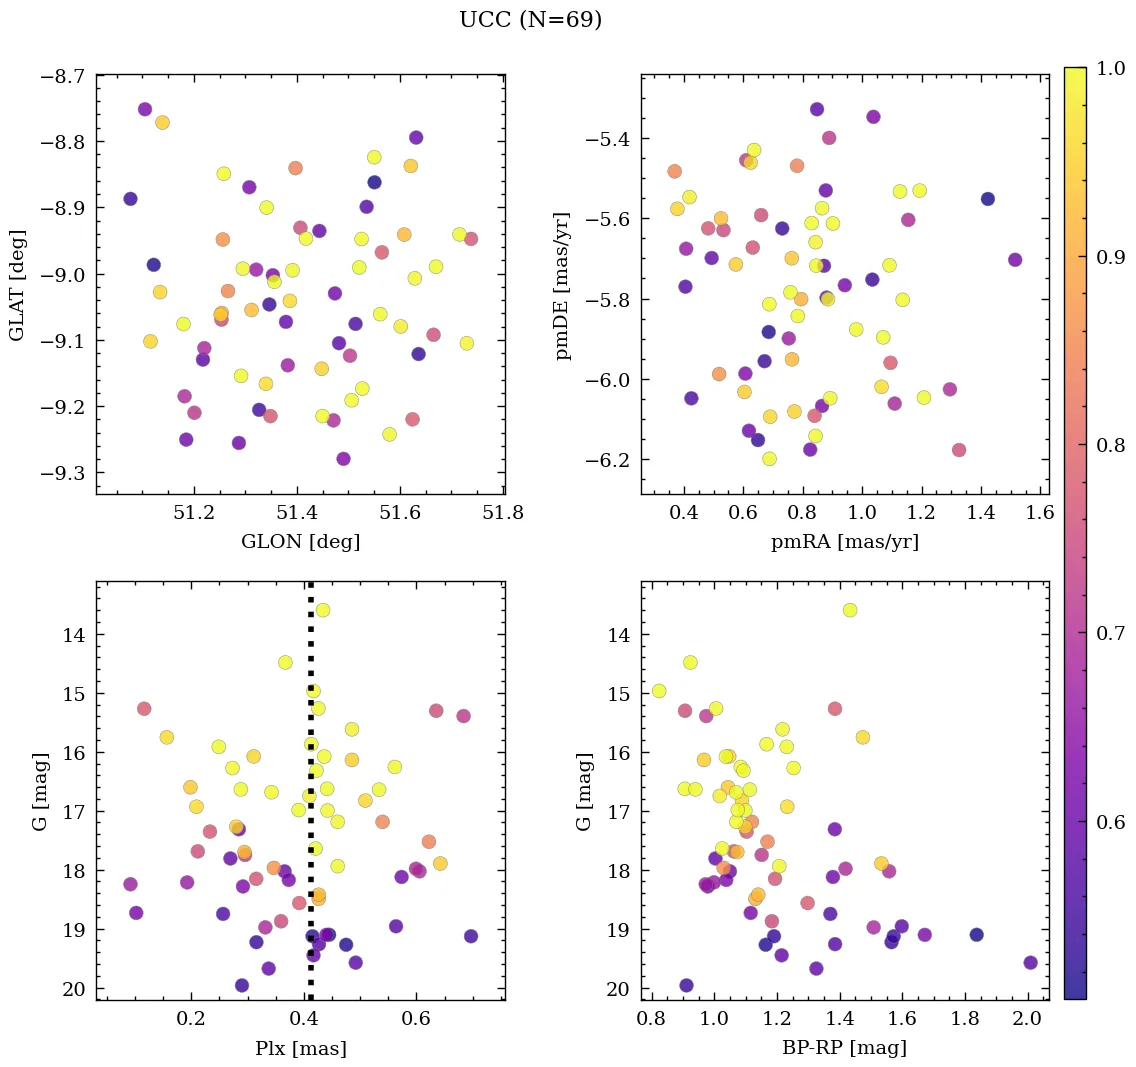 UCC (N=69)
−8.7
−8.8
−8.9
−9.0
−9.1
−9.2
−9.3
GLAT [deg]
51.2 51.4 51.6 51.8
GLON [deg]
−5.4
−5.6
−5.8
−6.0
−6.2
pmDE [mas/yr]
0.4 0.6 0.8 1.0 1.2 1.4 1.6
pmRA [mas/yr]
14
15
16
17
18
19
20
G [mag]
0.2 0.4 0.6
Plx [mas]
14
15
16
17
18
19
20
G [mag]
0.8 1.0 1.2 1.4 1.6 1.8 2.0
BP-RP [mag]
1.0
0.9
0.8
0.7
0.6